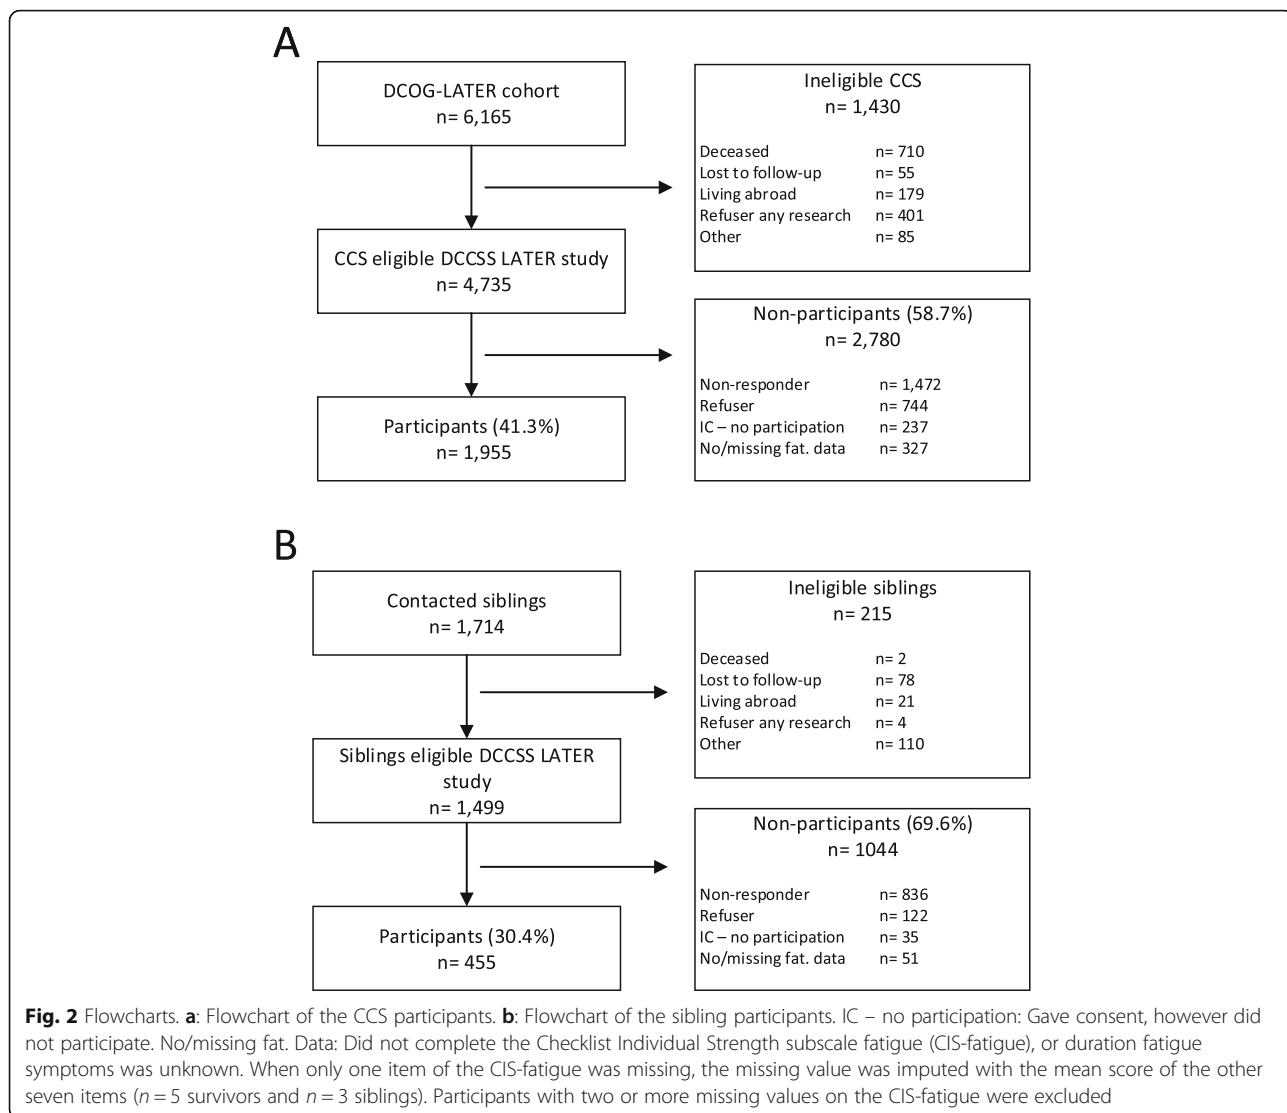 A
DCOG-LATER cohort
n= 6,165
Ineligible CCS
n= 1,430
Deceased n= 710
Lost to follow-up n= 55
Living abroad n= 179
Refuser any research n= 401
Other n= 85
CCS eligible DCCSS LATER study
n= 4,735
Non-participants (58.7%)
n= 2,780
Non-responder n= 1,472
Refuser n= 744
IC – no participation n= 237
No/missing fat. data n= 327
Participants (41.3%)
n= 1,955
B
Contacted siblings
n= 1,714
Ineligible siblings
n= 215
Deceased n= 2
Lost to follow-up n= 78
Living abroad n= 21
Refuser any research n= 4
Other n= 110
Siblings eligible DCCSS LATER
study
n= 1,499
Non-participants (69.6%)
n= 1044
Non-responder n= 836
Refuser n= 122
IC – no participation n= 35
No/missing fat. data n= 51
Participants (30.4%)
n= 455
Fig. 2 Flowcharts. a: Flowchart of the CCS participants. b: Flowchart of the sibling participants. IC – no participation: Gave consent, however did
not participate. No/missing fat. Data: Did not complete the Checklist Individual Strength subscale fatigue (CIS-fatigue), or duration fatigue
symptoms was unknown. When only one item of the CIS-fatigue was missing, the missing value was imputed with the mean score of the other
seven items (n = 5 survivors and n = 3 siblings). Participants with two or more missing values on the CIS-fatigue were excluded